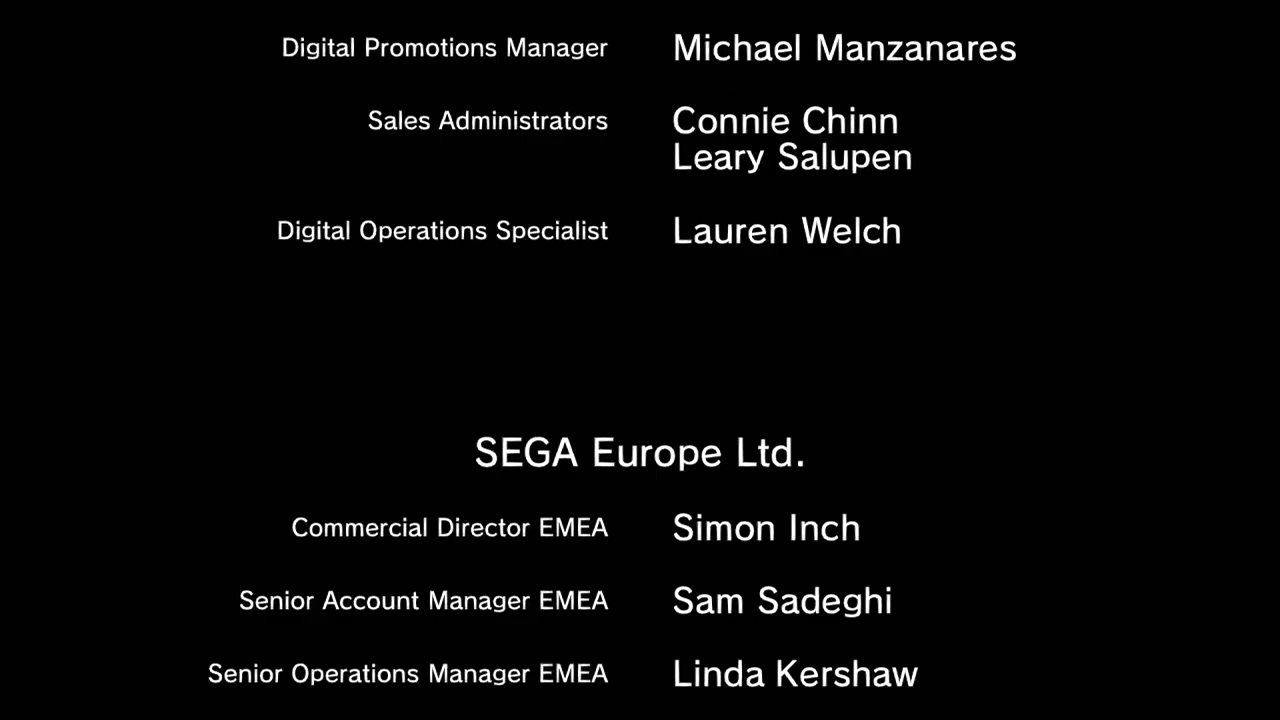 Digital Promotions Manager Michael Manzanares
Sales Administrators Connie Chinn
Leary Salupen
Digital Operations Specialist Lauren Welch
SEGA Europe Ltd.
Commercial Director EMEA Simon Inch
Senior Account Manager EMEA Sam Sadeghi
Senior Operations Manager EMEA Linda Kershaw